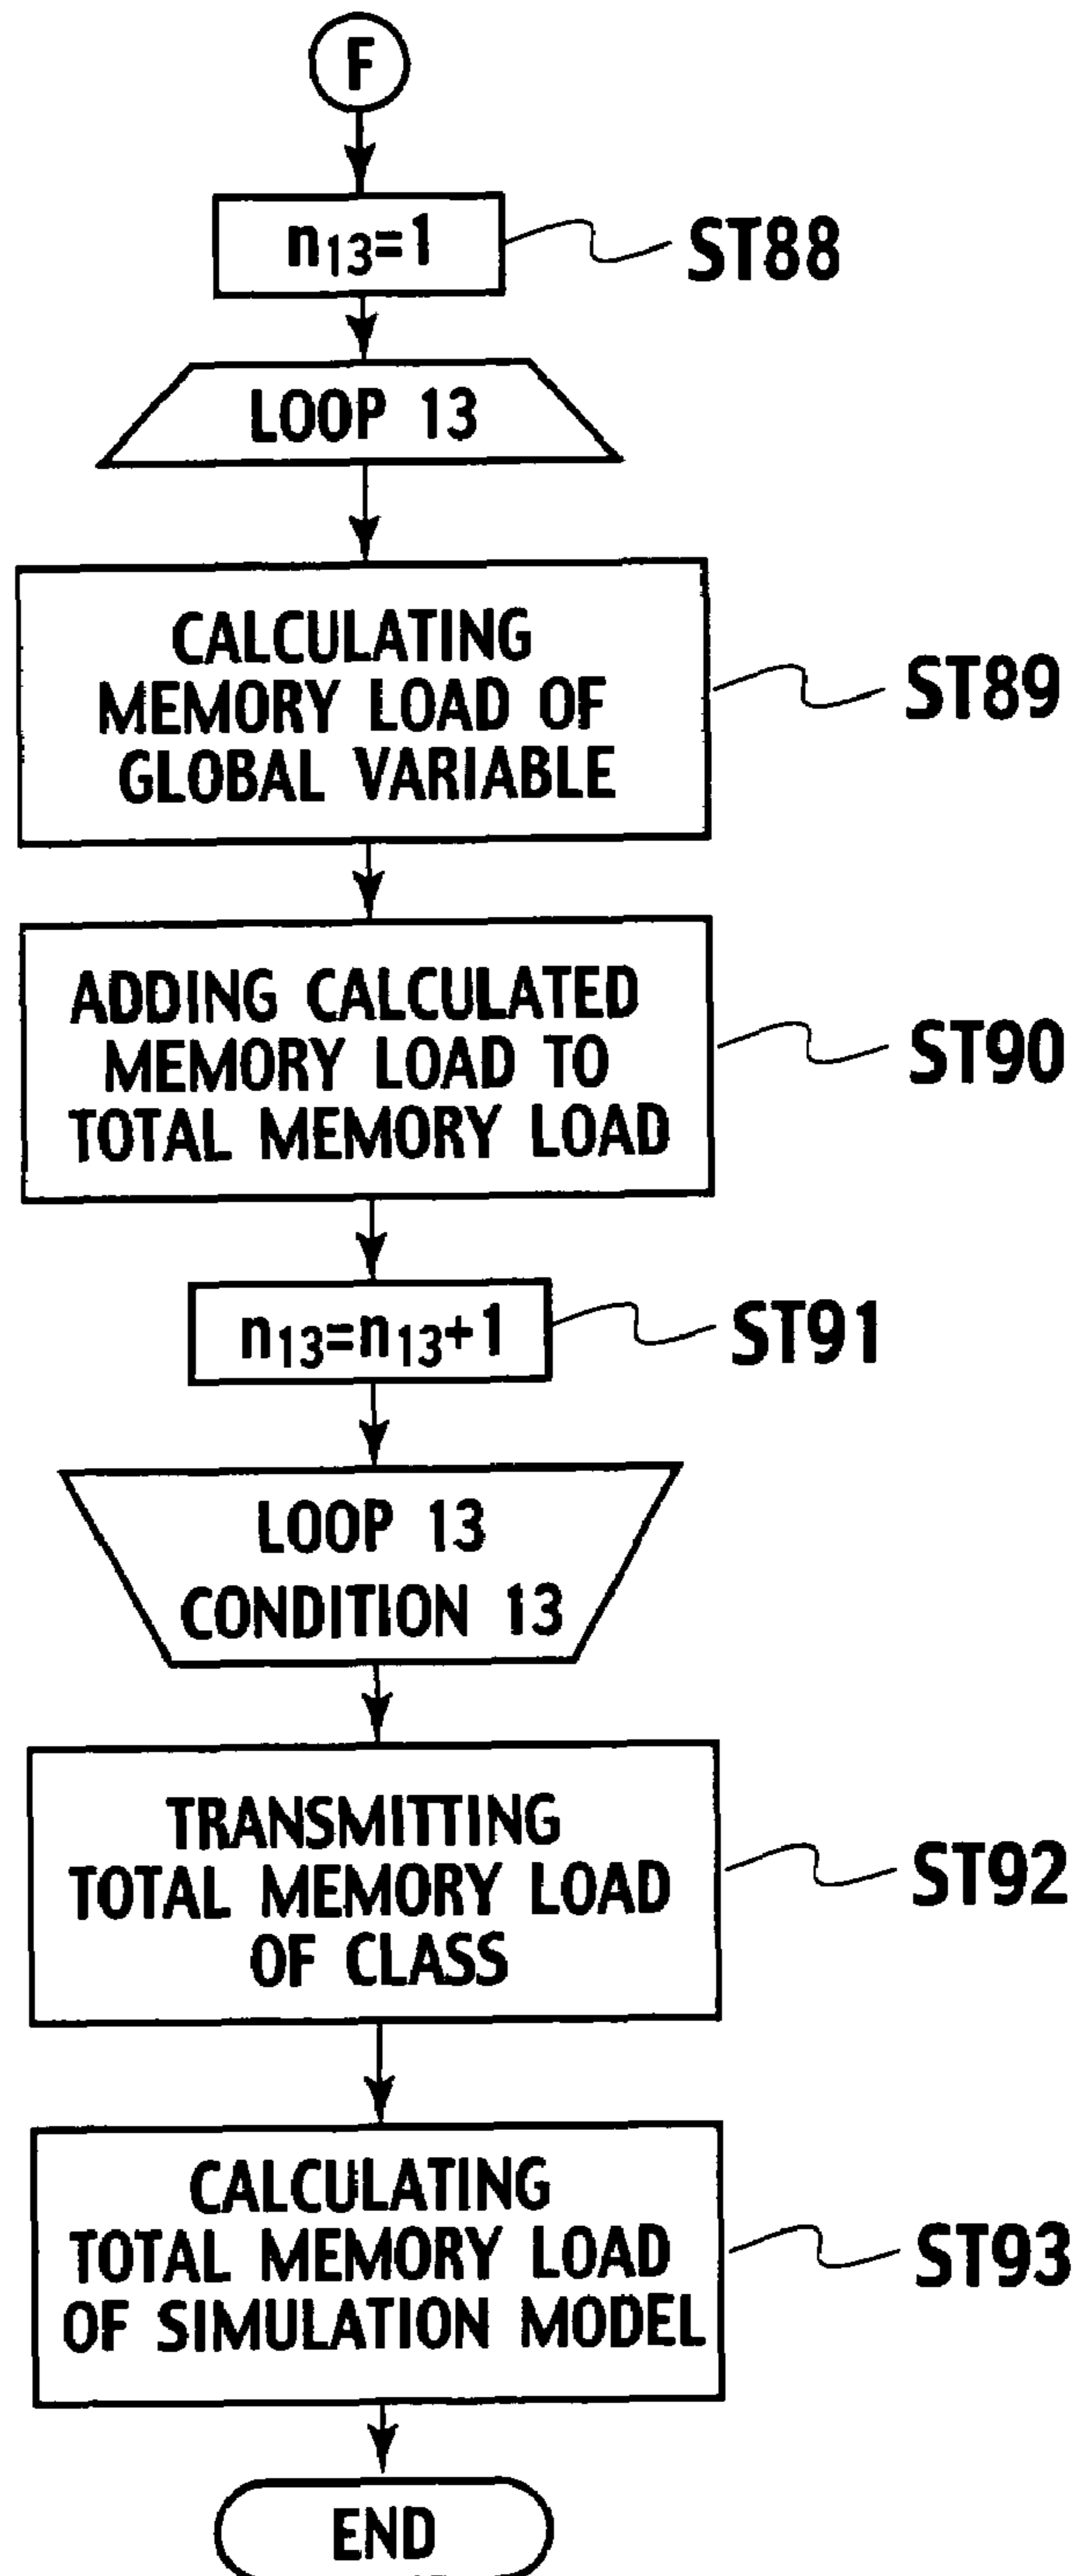 F
n13=1
ST88
LOOP 13
CALCULATING
MEMORY LOAD OF
GLOBAL VARIABLE
ST89
ADDING CALCULATED
MEMORY LOAD TO
TOTAL MEMORY LOAD
ST90
n13=n13+1
ST91
LOOP 13
CONDITION 13
TRANSMITTING
TOTAL MEMORY LOAD
OF CLASS
ST92
CALCULATING
TOTAL MEMORY LOAD
OF SIMULATION MODEL
ST93
END